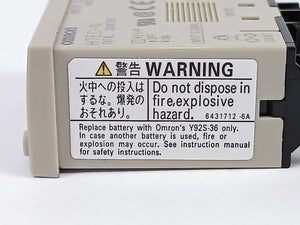 OMRON
H7EC-N
警告 WARNING
火中への投入は
するな。爆発の
おそれあり。
Do not dispose in
fire,explosive
hazard. 6431712 -6A
Replace battery with Omron's Y92S-36 only.
In case another battery is used, fire or
explosion may occur. See instruction manual
for safety instructions.